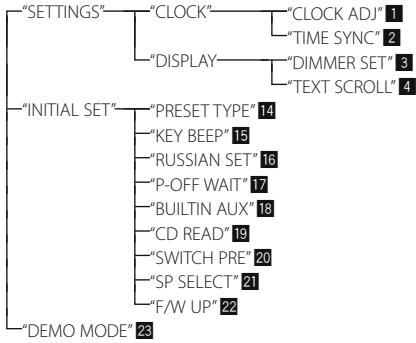 “SETTINGS” “CLOCK” “CLOCK ADJ” 1
“TIME SYNC” 2
“DISPLAY “DIMMER SET” 3
“TEXT SCROLL” 4
“INITIAL SET” “PRESET TYPE” 14
“KEY BEEP” 15
“RUSSIAN SET” 16
“P-OFF WAIT” 17
“BUILTIN AUX” 18
“CD READ” 19
“SWITCH PRE” 20
“SP SELECT” 21
“F/W UP” 22
“DEMO MODE” 23